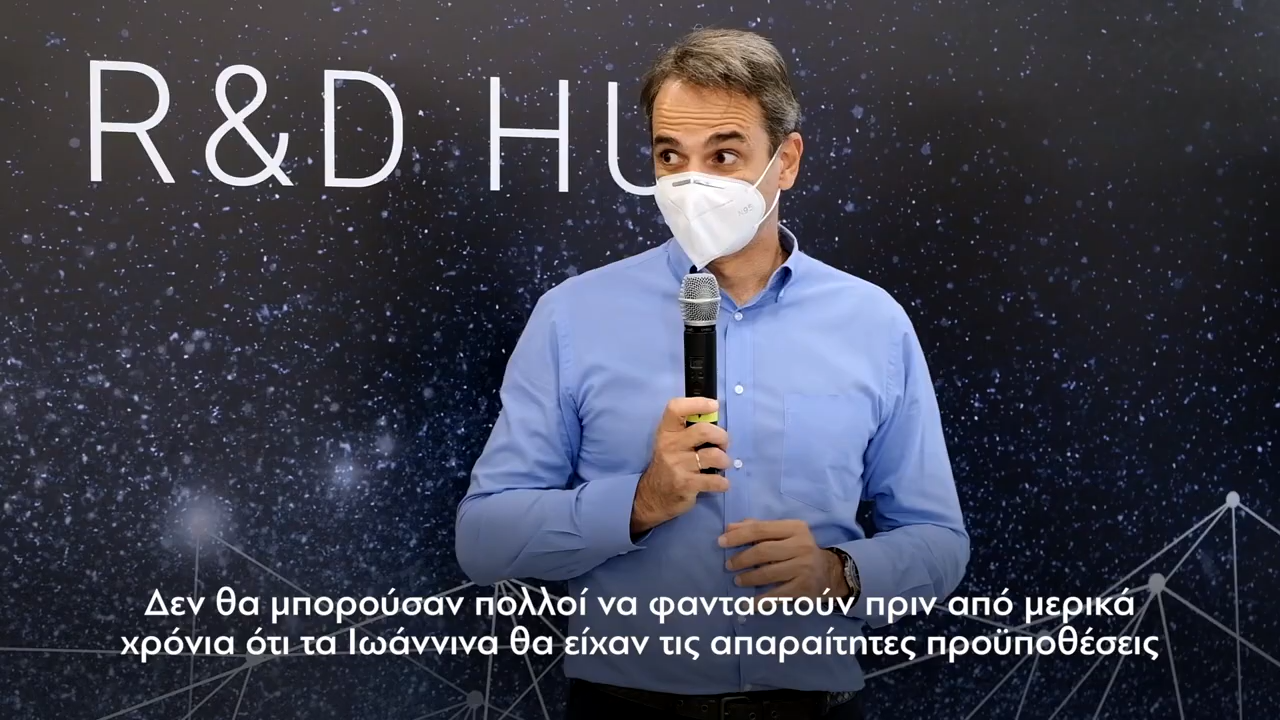 R&D HU
N95
Δεν θα μπορούσαν πολλοί να φανταστούν πριν από μερικά
χρόνια ότι τα Ιωάννινα θα είχαν τις απαραίτητες προϋποθέσεις